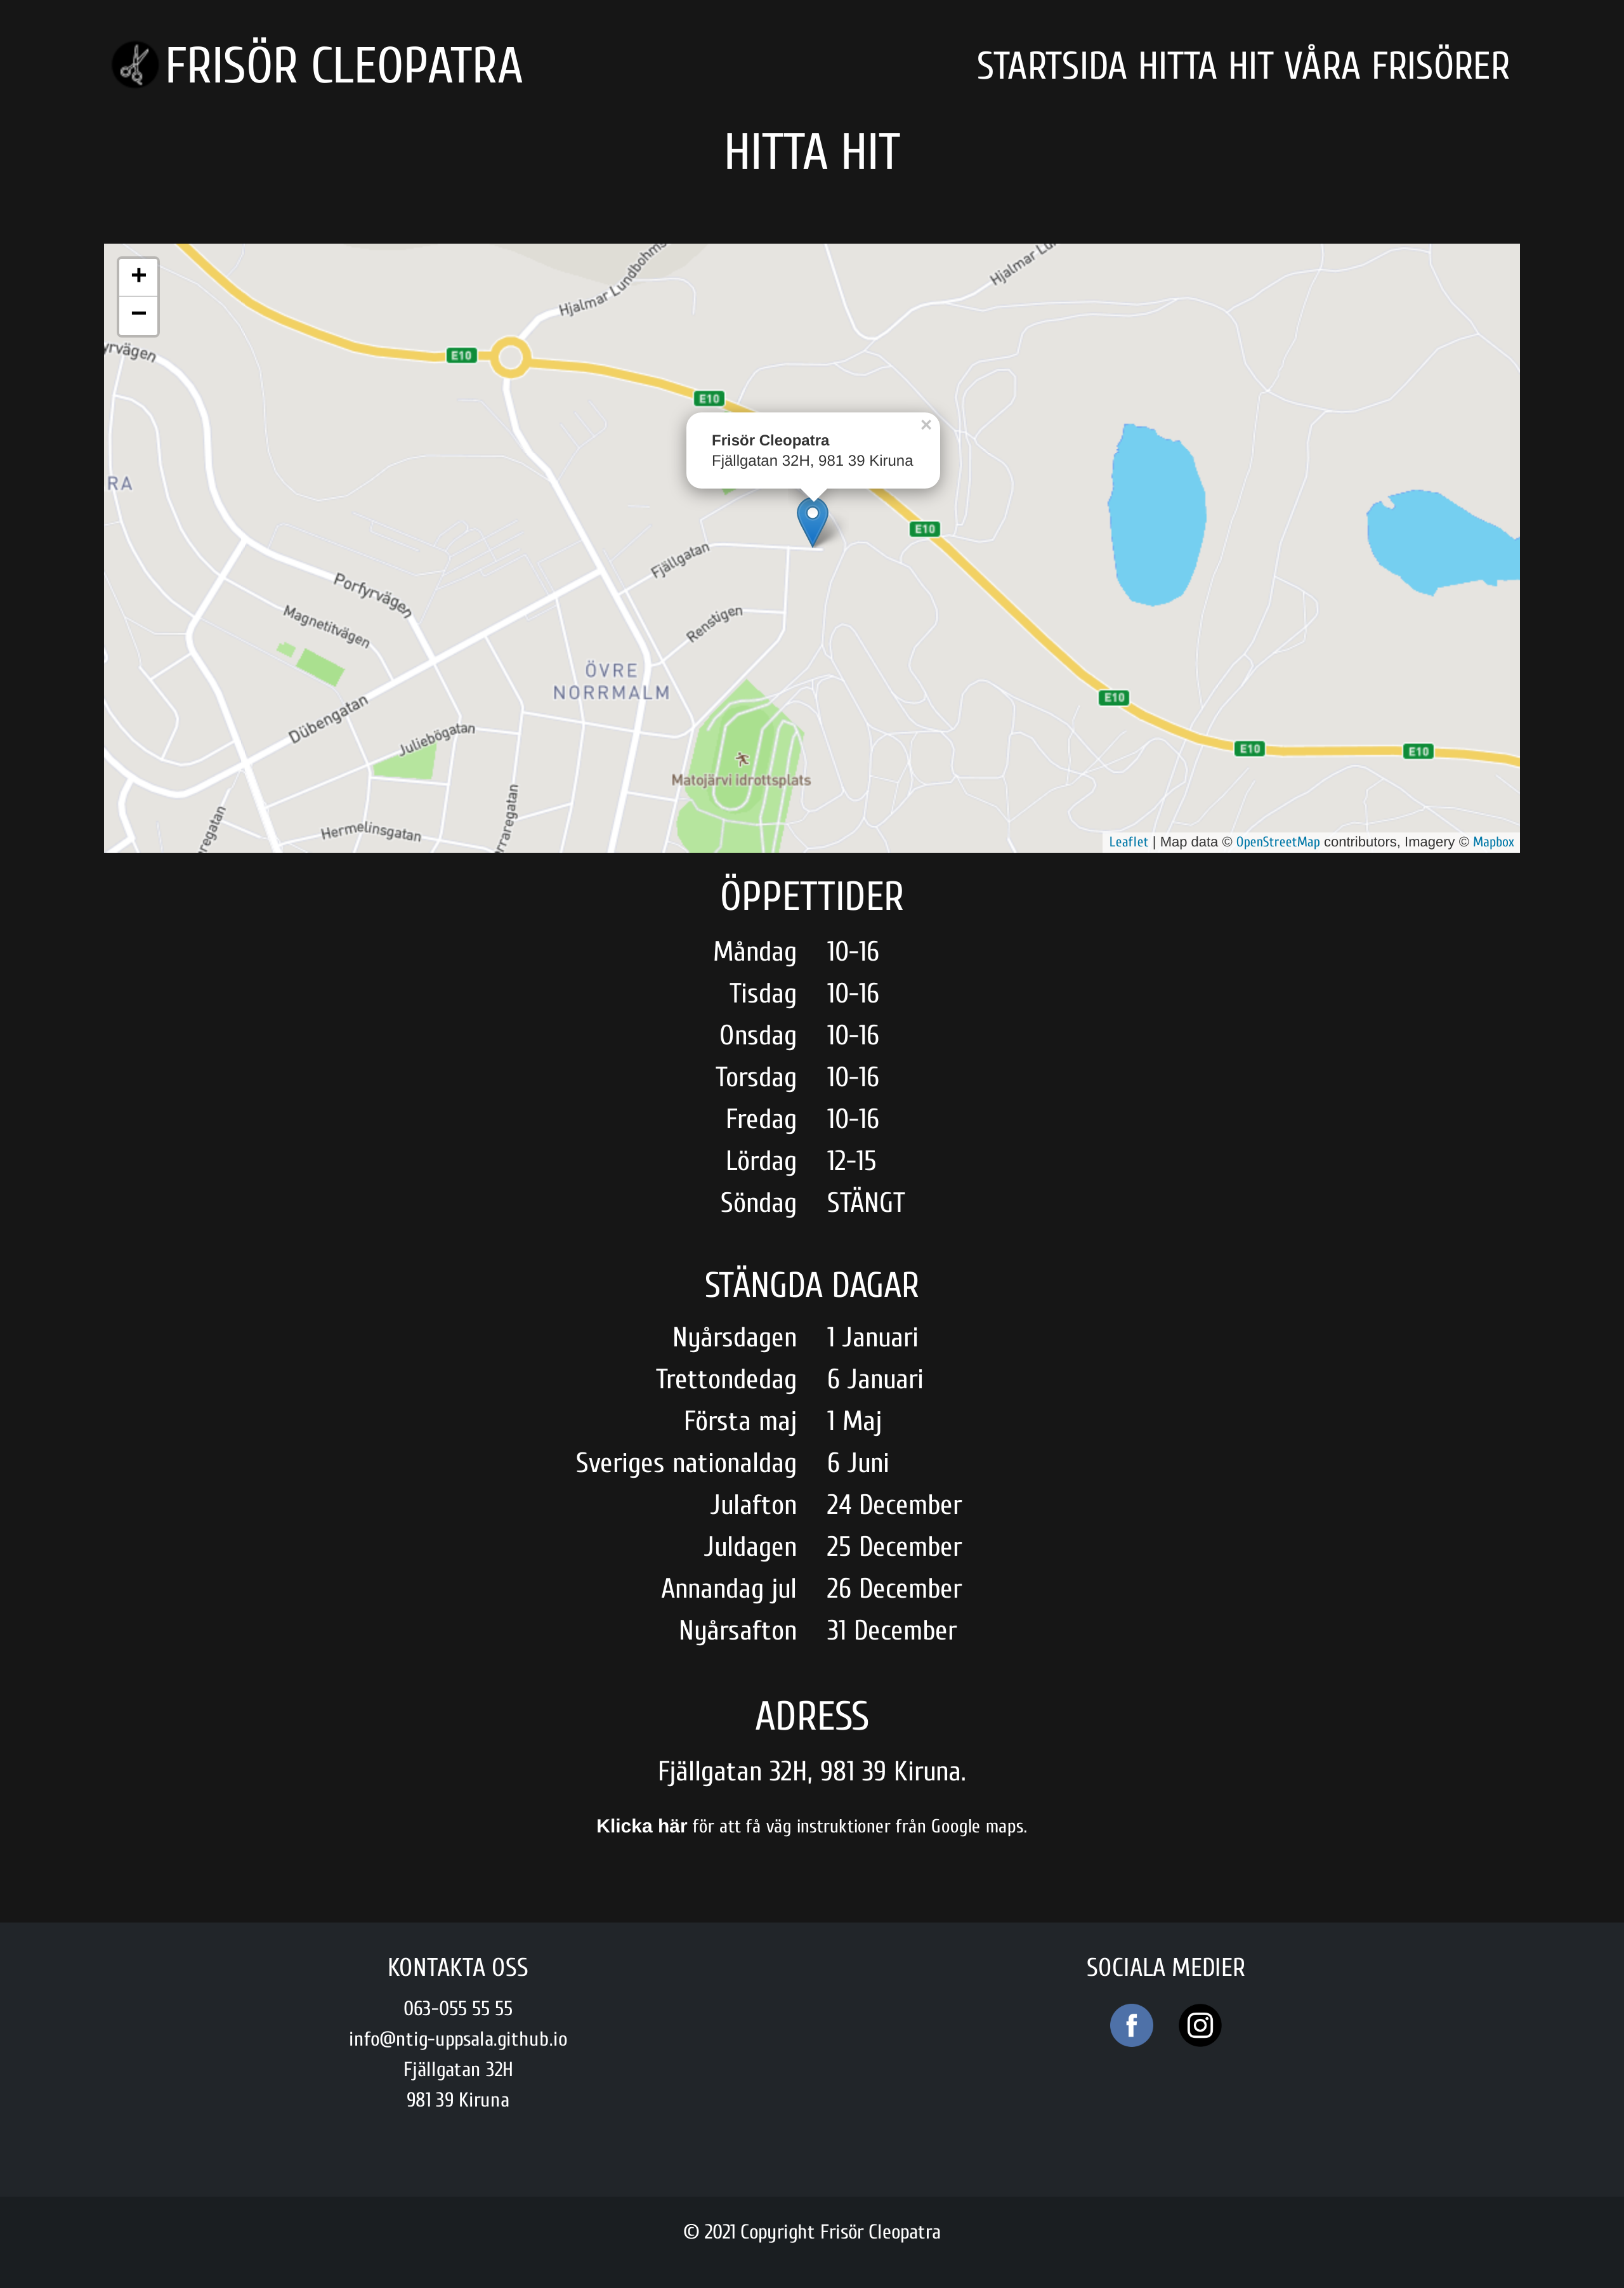 FRISÖR CLEOPATRA
STARTSIDA HITTA HIT VÅRA FRISÖRER
HITTA HIT
+
−
Hjalmar Lundbohms
Hjalmar Lu
E10
E10
yrvägen
Frisör Cleopatra
×
Fjällgatan 32H, 981 39 Kiruna
RA
E10
Fjällgatan
Porfyrvägen
Magnetitvägen
Renstigen
ÖVRE
NORRMALM
E10
Dübengatan
Juliebögatan
E10
E10
Matojärvi idrottsplats
Hermelinsgatan
rraregatan
aregatan
Leaflet | Map data © OpenStreetMap contributors, Imagery © Mapbox
ÖPPETTIDER
Måndag 10-16
Tisdag 10-16
Onsdag 10-16
Torsdag 10-16
Fredag 10-16
Lördag 12-15
Söndag STÄNGT
STÄNGDA DAGAR
Nyårsdagen 1 Januari
Trettondedag 6 Januari
Första maj 1 Maj
Sveriges nationaldag 6 Juni
Julafton 24 December
Juldagen 25 December
Annandag jul 26 December
Nyårsafton 31 December
ADRESS
Fjällgatan 32H, 981 39 Kiruna.
Klicka här för att få väg instruktioner från Google maps.
KONTAKTA OSS
063-055 55 55
info@ntig-uppsala.github.io
Fjällgatan 32H
981 39 Kiruna
SOCIALA MEDIER
© 2021 Copyright Frisör Cleopatra